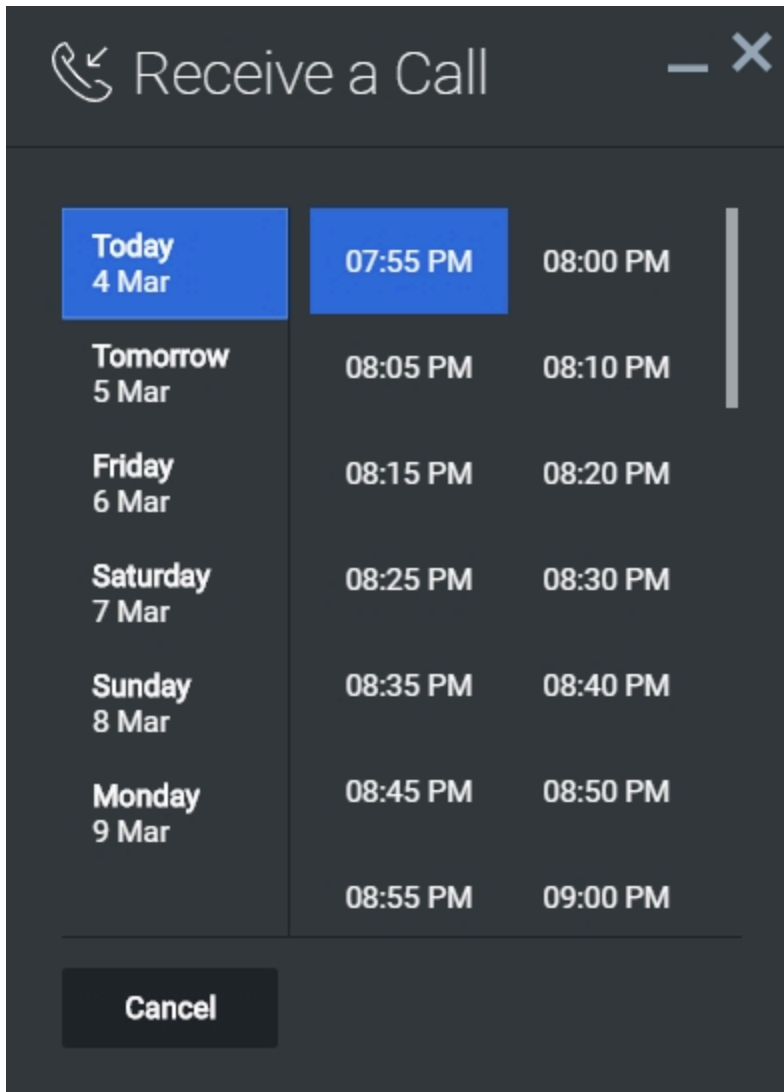 Receive a Call
Today
4 Mar
Tomorrow
5 Mar
Friday
6 Mar
Saturday
7 Mar
Sunday
8 Mar
Monday
9 Mar
07:55 PM 08:00 PM
08:05 PM 08:10 PM
08:15 PM 08:20 PM
08:25 PM 08:30 PM
08:35 PM 08:40 PM
08:45 PM 08:50 PM
08:55 PM 09:00 PM
Cancel